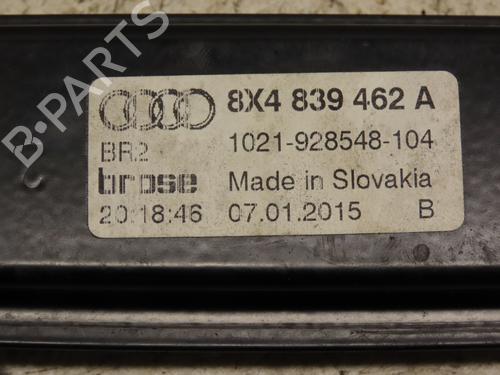 8X4 839 462 A
BR2 1021-928548-104
brose Made in Slovakia
20:18:46 07.01.2015 B
B-PARTS